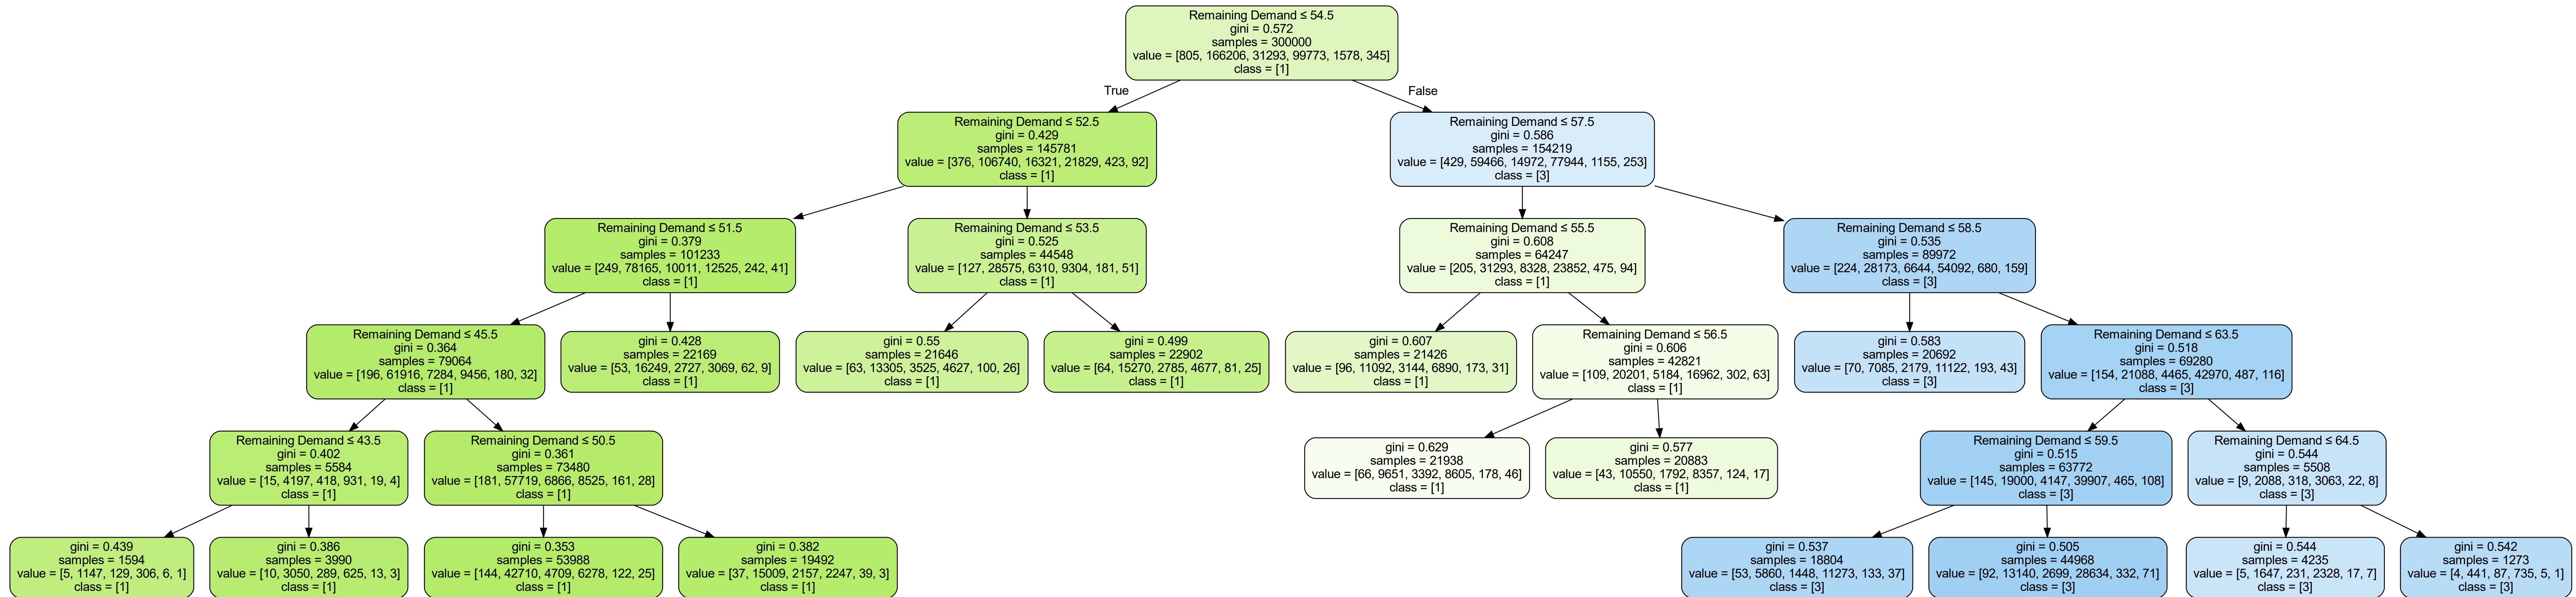 Remaining Demand ≤ 54.5
gini = 0.572
samples = 300000
value = [805, 166206, 31293, 99773, 1578, 345]
class = [1]
True
False
Remaining Demand ≤ 52.5
gini = 0.429
samples = 145781
value = [376, 106740, 16321, 21829, 423, 92]
class = [1]
Remaining Demand ≤ 57.5
gini = 0.586
samples = 154219
value = [429, 59466, 14972, 77944, 1155, 253]
class = [3]
Remaining Demand ≤ 51.5
gini = 0.379
samples = 101233
value = [249, 78165, 10011, 12525, 242, 41]
class = [1]
Remaining Demand ≤ 53.5
gini = 0.525
samples = 44548
value = [127, 28575, 6310, 9304, 181, 51]
class = [1]
Remaining Demand ≤ 55.5
gini = 0.608
samples = 64247
value = [205, 31293, 8328, 23852, 475, 94]
class = [1]
Remaining Demand ≤ 58.5
gini = 0.535
samples = 89972
value = [224, 28173, 6644, 54092, 680, 159]
class = [3]
Remaining Demand ≤ 45.5
gini = 0.364
samples = 79064
value = [196, 61916, 7284, 9456, 180, 32]
class = [1]
gini = 0.428
samples = 22169
value = [53, 16249, 2727, 3069, 62, 9]
class = [1]
gini = 0.55
samples = 21646
value = [63, 13305, 3525, 4627, 100, 26]
class = [1]
gini = 0.499
samples = 22902
value = [64, 15270, 2785, 4677, 81, 25]
class = [1]
gini = 0.607
samples = 21426
value = [96, 11092, 3144, 6890, 173, 31]
class = [1]
Remaining Demand ≤ 56.5
gini = 0.606
samples = 42821
value = [109, 20201, 5184, 16962, 302, 63]
class = [1]
gini = 0.583
samples = 20692
value = [70, 7085, 2179, 11122, 193, 43]
class = [3]
Remaining Demand ≤ 63.5
gini = 0.518
samples = 69280
value = [154, 21088, 4465, 42970, 487, 116]
class = [3]
Remaining Demand ≤ 43.5
gini = 0.402
samples = 5584
value = [15, 4197, 418, 931, 19, 4]
class = [1]
Remaining Demand ≤ 50.5
gini = 0.361
samples = 73480
value = [181, 57719, 6866, 8525, 161, 28]
class = [1]
gini = 0.629
samples = 21938
value = [66, 9651, 3392, 8605, 178, 46]
class = [1]
gini = 0.577
samples = 20883
value = [43, 10550, 1792, 8357, 124, 17]
class = [1]
Remaining Demand ≤ 59.5
gini = 0.515
samples = 63772
value = [145, 19000, 4147, 39907, 465, 108]
class = [3]
Remaining Demand ≤ 64.5
gini = 0.544
samples = 5508
value = [9, 2088, 318, 3063, 22, 8]
class = [3]
gini = 0.439
samples = 1594
value = [5, 1147, 129, 306, 6, 1]
class = [1]
gini = 0.386
samples = 3990
value = [10, 3050, 289, 625, 13, 3]
class = [1]
gini = 0.353
samples = 53988
value = [144, 42710, 4709, 6278, 122, 25]
class = [1]
gini = 0.382
samples = 19492
value = [37, 15009, 2157, 2247, 39, 3]
class = [1]
gini = 0.537
samples = 18804
value = [53, 5860, 1448, 11273, 133, 37]
class = [3]
gini = 0.505
samples = 44968
value = [92, 13140, 2699, 28634, 332, 71]
class = [3]
gini = 0.544
samples = 4235
value = [5, 1647, 231, 2328, 17, 7]
class = [3]
gini = 0.542
samples = 1273
value = [4, 441, 87, 735, 5, 1]
class = [3]